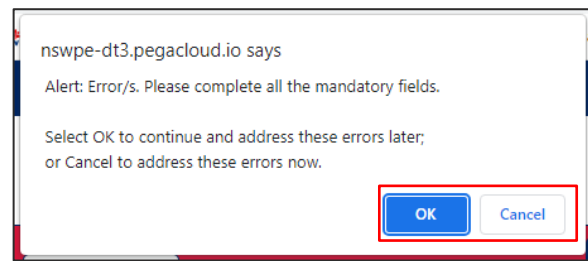 nswpe-dt3.pegacloud.io says
Alert: Error/s. Please complete all the mandatory fields.
Select OK to continue and address these errors later;
or Cancel to address these errors now.
OK
Cancel